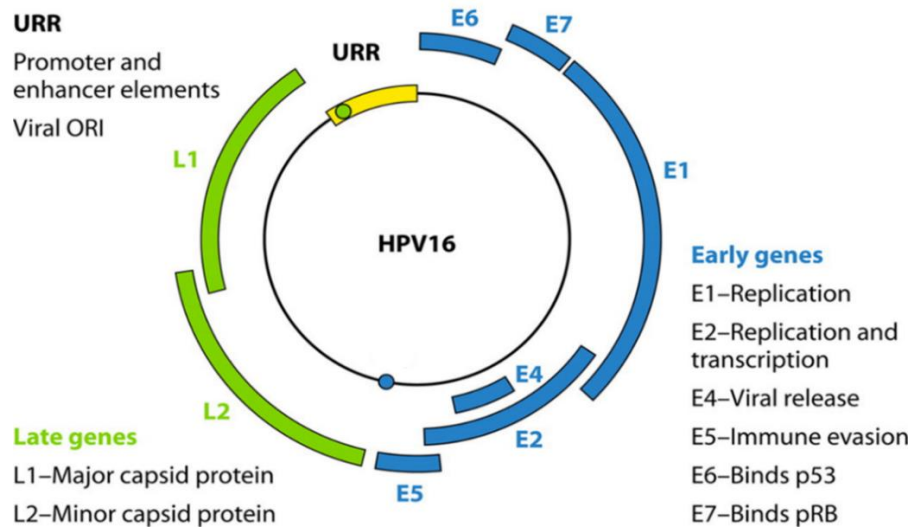 URR
Promoter and
enhancer elements
Viral ORI
URR
E6
E7
L1
E1
HPV16
E4
L2
E2
E5
Early genes
E1–Replication
E2–Replication and
transcription
E4–Viral release
E5–Immune evasion
E6–Binds p53
E7–Binds pRB
Late genes
L1–Major capsid protein
L2–Minor capsid protein